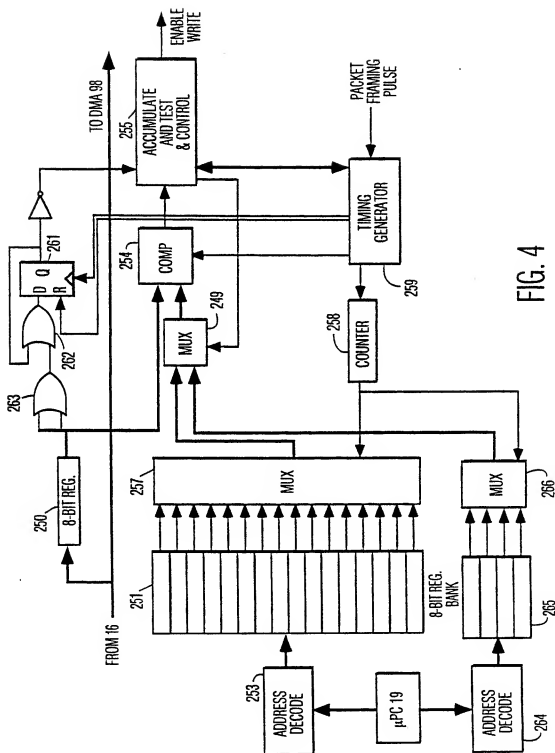 TO DMA 98
ENABLE
WRITE
255
ACCUMULATE
AND TEST
& CONTROL
PACKET
FRAMING
PULSE
261
D Q
R
262
263
254
COMP
TIMING
GENERATOR
259
249
MUX
258
COUNTER
250
8-BIT REG.
FROM 16
257
MUX
266
MUX
251
8-BIT REG.
BANK
265
253
ADDRESS
DECODE
µPC 19
ADDRESS
DECODE
264
FIG. 4